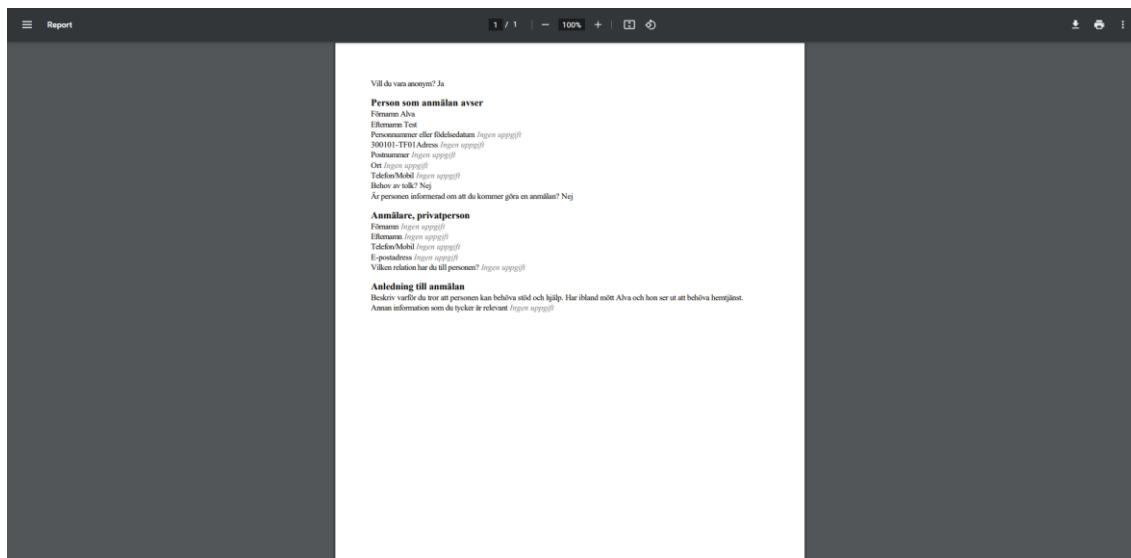 Report
1 / 1
100%
Vill du vara anonym? Ja
Person som anmälan avser
Förnamn Alva
Efternamn Test
Personnummer eller födelsedatum Ingen uppgift
300101-TF01Adress Ingen uppgift
Postnummer Ingen uppgift
Ort Ingen uppgift
Telefon/Mobil Ingen uppgift
Behov av tolk? Nej
Är personen informerad om att du kommer göra en anmälan? Nej
Anmälare, privatperson
Förnamn Ingen uppgift
Efternamn Ingen uppgift
Telefon/Mobil Ingen uppgift
E-postadress Ingen uppgift
Vilken relation har du till personen? Ingen uppgift
Anledning till anmälan
Beskriv varför du tror att personen kan behöva stöd och hjälp. Har ibland mött Alva och hon ser ut att behöva hemtjänst.
Annan information som du tycker är relevant Ingen uppgift